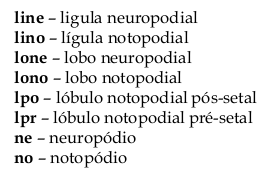 line – ligula neuropodial
lino – lígula notopodial
lone – lobo neuropodial
lono – lobo notopodial
lpo – lóbulo notopodial pós-setal
lpr – lóbulo notopodial pré-setal
ne – neuropódio
no – notopódio